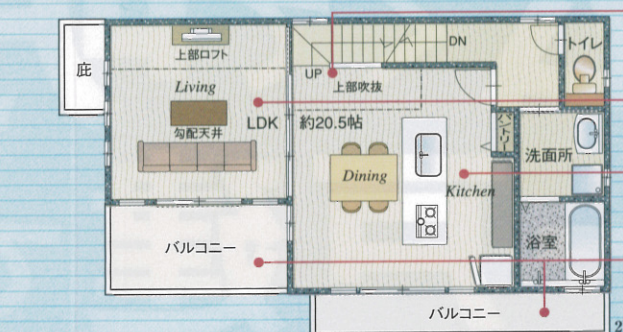 上部ロフト
DN
トイレ
庇
UP
上部吹抜
Living
勾配天井
LDK 約20.5帖
パントリー
洗面所
Dining
Kitchen
バルコニー
浴室
バルコニー
2